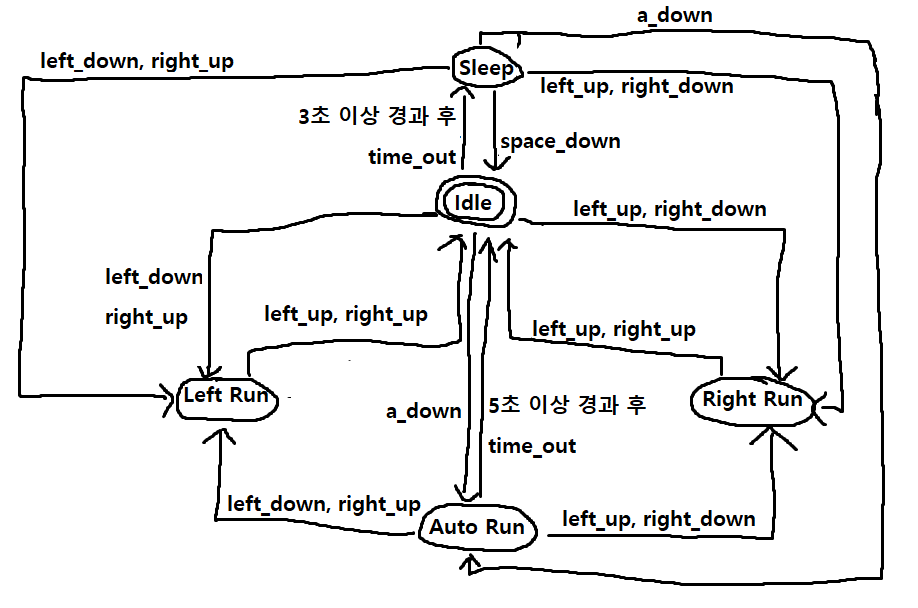 a_down
left_down, right_up
Sleep
left_up, right_down
3초 이상 경과 후
time_out
space_down
Idle
left_up, right_down
left_down
right_up
left_up, right_up
left_up, right_up
Left Run
Right Run
a_down
5초 이상 경과 후
time_out
left_down, right_up
Auto Run
left_up, right_down